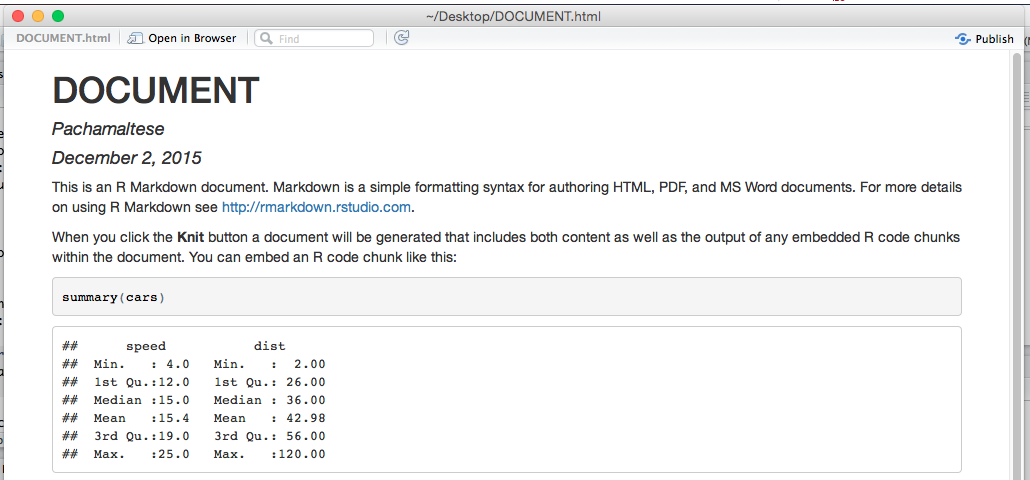 ~/Desktop/DOCUMENT.html
DOCUMENT.html Open in Browser Find Publish
DOCUMENT
Pachamaltese
December 2, 2015
This is an R Markdown document. Markdown is a simple formatting syntax for authoring HTML, PDF, and MS Word documents. For more details
on using R Markdown see http://rmarkdown.rstudio.com.
When you click the Knit button a document will be generated that includes both content as well as the output of any embedded R code chunks
within the document. You can embed an R code chunk like this:
summary(cars)
##      speed           dist
##  Min.   : 4.0   Min.   :  2.00
##  1st Qu.:12.0   1st Qu.: 26.00
##  Median :15.0   Median : 36.00
##  Mean   :15.4   Mean   : 42.98
##  3rd Qu.:19.0   3rd Qu.: 56.00
##  Max.   :25.0   Max.   :120.00